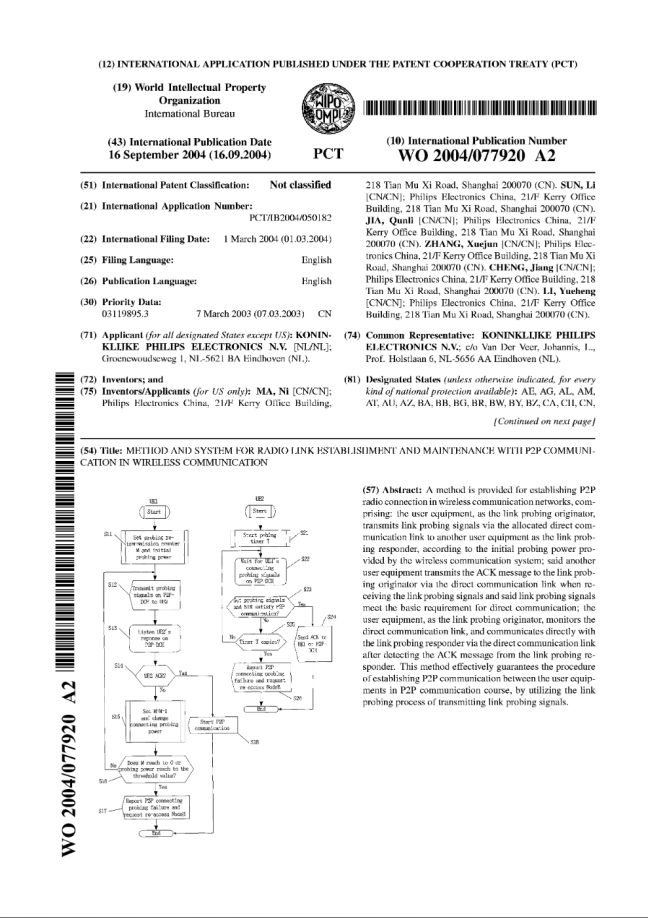 (12) INTERNATIONAL APPLICATION PUBLISHED UNDER THE PATENT COOPERATION TREATY (PCT)
(19) World Intellectual Property
Organization
International Bureau
WIPO
OMPI
(43) International Publication Date
16 September 2004 (16.09.2004)
PCT
(10) International Publication Number
WO 2004/077920 A2
(51) International Patent Classification: Not classified
(21) International Application Number:
PCT/IB2004/050182
(22) International Filing Date: 1 March 2004 (01.03.2004)
(25) Filing Language: English
(26) Publication Language: English
(30) Priority Data:
03119895.3 7 March 2003 (07.03.2003) CN
(71) Applicant (for all designated States except US): KONIN-
KLIJKE PHILIPS ELECTRONICS N.V. [NL/NL];
Groenewoudseweg 1, NL-5621 BA Eindhoven (NL).
(72) Inventors; and
(75) Inventors/Applicants (for US only): MA, Ni [CN/CN];
Philips Electronics China, 21/F Kerry Office Building,
218 Tian Mu Xi Road, Shanghai 200070 (CN). SUN, Li
[CN/CN]; Philips Electronics China, 21/F Kerry Office
Building, 218 Tian Mu Xi Road, Shanghai 200070 (CN).
JIA, Qunli [CN/CN]; Philips Electronics China, 21/F
Kerry Office Building, 218 Tian Mu Xi Road, Shanghai
200070 (CN). ZHANG, Xuejun [CN/CN]; Philips Elec-
tronics China, 21/F Kerry Office Building, 218 Tian Mu Xi
Road, Shanghai 200070 (CN). CHENG, Jiang [CN/CN];
Philips Electronics China, 21/F Kerry Office Building, 218
Tian Mu Xi Road, Shanghai 200070 (CN). LI, Yueheng
[CN/CN]; Philips Electronics China, 21/F Kerry Office
Building, 218 Tian Mu Xi Road, Shanghai 200070 (CN).
(74) Common Representative: KONINKLIJKE PHILIPS
ELECTRONICS N.V.; c/o Van Der Veer, Johannis, L.,
Prof. Holstlaan 6, NL-5656 AA Eindhoven (NL).
(81) Designated States (unless otherwise indicated, for every
kind of national protection available): AE, AG, AL, AM,
AT, AU, AZ, BA, BB, BG, BR, BW, BY, BZ, CA, CH, CN,
[Continued on next page]
(54) Title: METHOD AND SYSTEM FOR RADIO LINK ESTABLISHMENT AND MAINTENANCE WITH P2P COMMUNI-
CATION IN WIRELESS COMMUNICATION
UE1
Start
S11
Set probing re-
transmission counter
M and initial
probing power
S12
Transmit probing
signals on P2P-
DCH to UE2
S13
Listen UE2's
response on
P2P-DCH
S14
UE2 ACK?
Yes
No
S15
Set M=M-1
and change
connecting probing
power
No
Does M reach to 0 or
probing power reach to the
threshold value?
S16
Yes
S17
Report P2P connecting
probing failure and
request re-access NodeB
End
UE2
Start
Start probing
timer T
S21
S22
Wait for UE1's
connecting
probing signals
on P2P DCH
S23
Get probing signals
and SIR satisfy P2P
communication?
Yes
No
S24
S25
No
Timer T expire?
Send ACK to
UE1 on P2P-
DCH
Yes
Report P2P
connecting probing
failure and request
re-access NodeB
S26
End
Start P2P
communication
S18
(57) Abstract: A method is provided for establishing P2P
radio connection in wireless communication networks, com-
prising: the user equipment, as the link probing originator,
transmits link probing signals via the allocated direct com-
munication link to another user equipment as the link prob-
ing responder, according to the initial probing power pro-
vided by the wireless communication system; said another
user equipment transmits the ACK message to the link prob-
ing originator via the direct communication link when re-
ceiving the link probing signals and said link probing signals
meet the basic requirement for direct communication; the
user equipment, as the link probing originator, monitors the
direct communication link, and communicates directly with
the link probing responder via the direct communication link
after detecting the ACK message from the link probing re-
sponder. This method effectively guarantees the procedure
of establishing P2P communication between the user equip-
ments in P2P communication course, by utilizing the link
probing process of transmitting link probing signals.
WO 2004/077920 A2